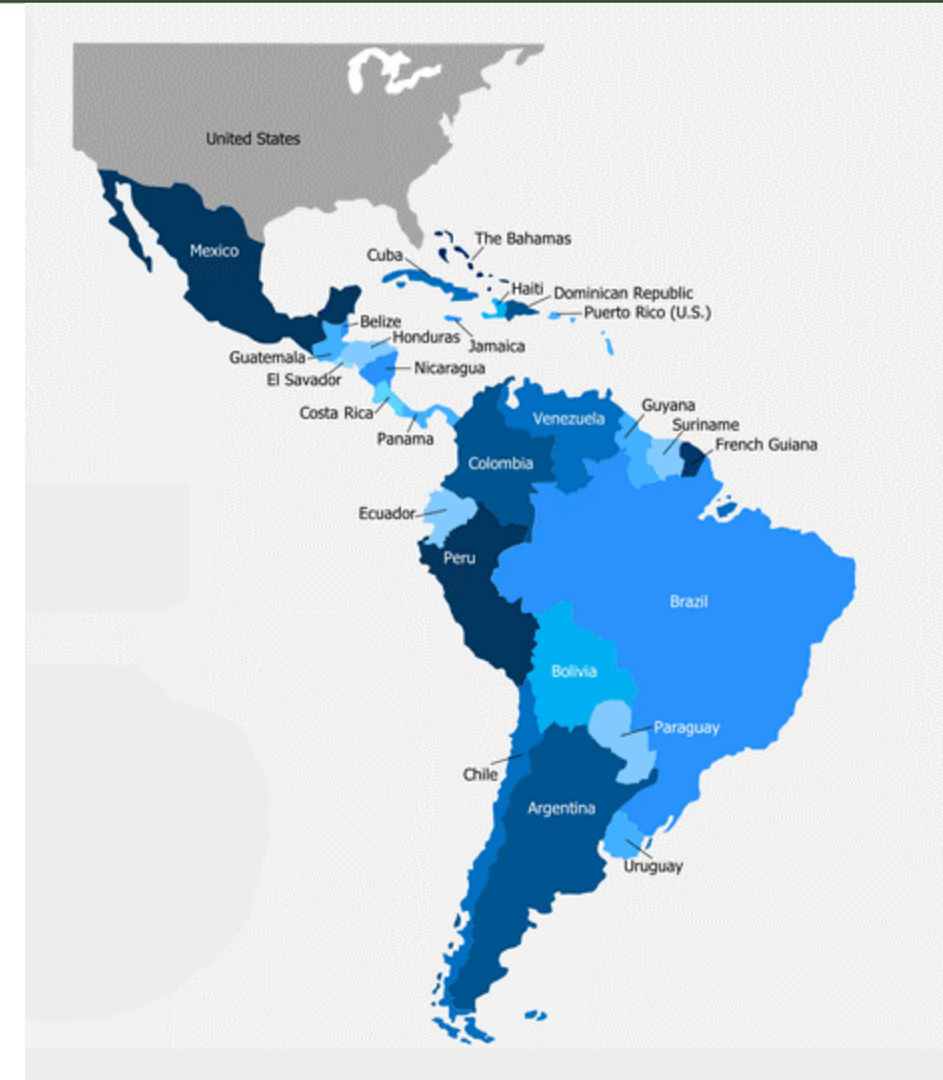 United States
Mexico
The Bahamas
Cuba
Haiti
Dominican Republic
Puerto Rico (U.S.)
Belize
Honduras
Jamaica
Guatemala
Nicaragua
El Savador
Costa Rica
Panama
Guyana
Venezuela
Suriname
French Guiana
Colombia
Ecuador
Peru
Brazil
Bolivia
Paraguay
Chile
Argentina
Uruguay